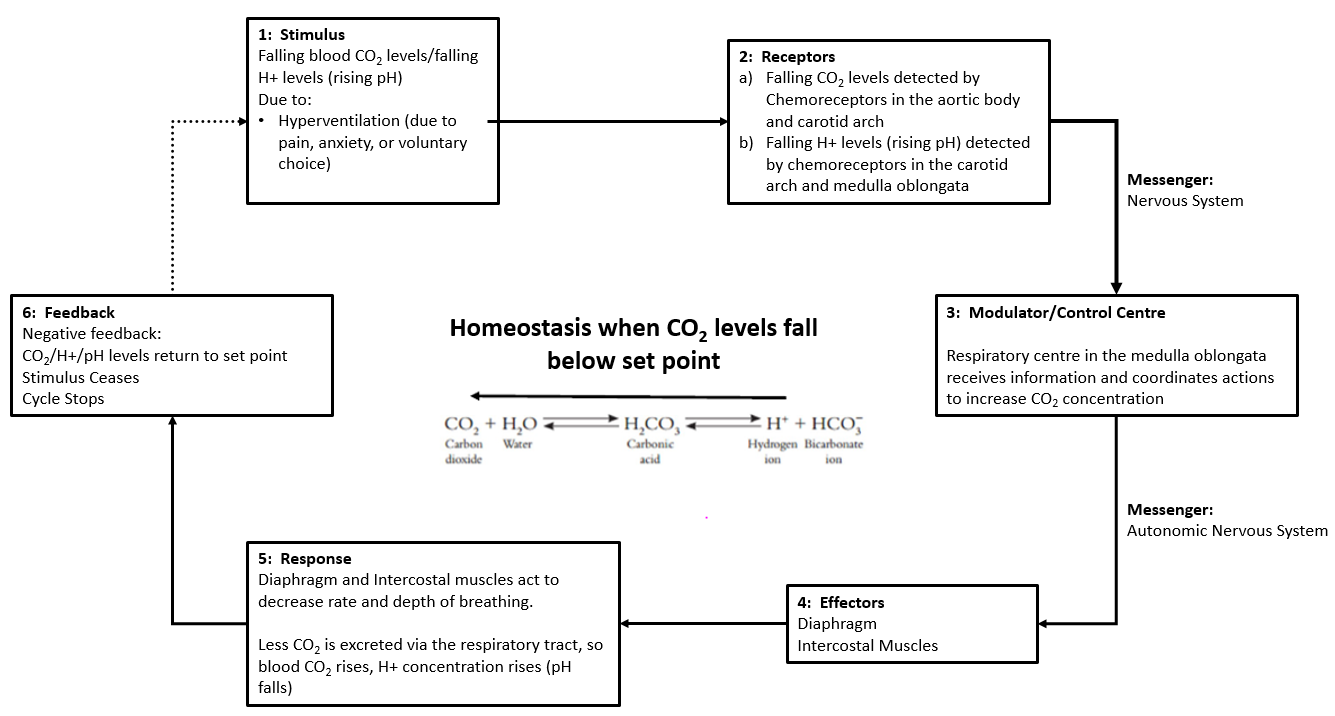 1: Stimulus
Falling blood CO₂ levels/falling
H+ levels (rising pH)
Due to:
• Hyperventilation (due to
pain, anxiety, or voluntary
choice)
2: Receptors
a) Falling CO₂ levels detected by
Chemoreceptors in the aortic body
and carotid arch
b) Falling H+ levels (rising pH) detected
by chemoreceptors in the carotid
arch and medulla oblongata
Messenger:
Nervous System
3: Modulator/Control Centre
Respiratory centre in the medulla oblongata
receives information and coordinates actions
to increase CO₂ concentration
Messenger:
Autonomic Nervous System
4: Effectors
Diaphragm
Intercostal Muscles
5: Response
Diaphragm and Intercostal muscles act to
decrease rate and depth of breathing.
Less CO₂ is excreted via the respiratory tract, so
blood CO₂ rises, H+ concentration rises (pH
falls)
6: Feedback
Negative feedback:
CO₂/H+/pH levels return to set point
Stimulus Ceases
Cycle Stops
Homeostasis when CO₂ levels fall
below set point
CO₂ + H₂O ⇌ H₂CO₃ ⇌ H⁺ + HCO₃⁻
Carbon Water Carbonic Hydrogen Bicarbonate
dioxide acid ion ion